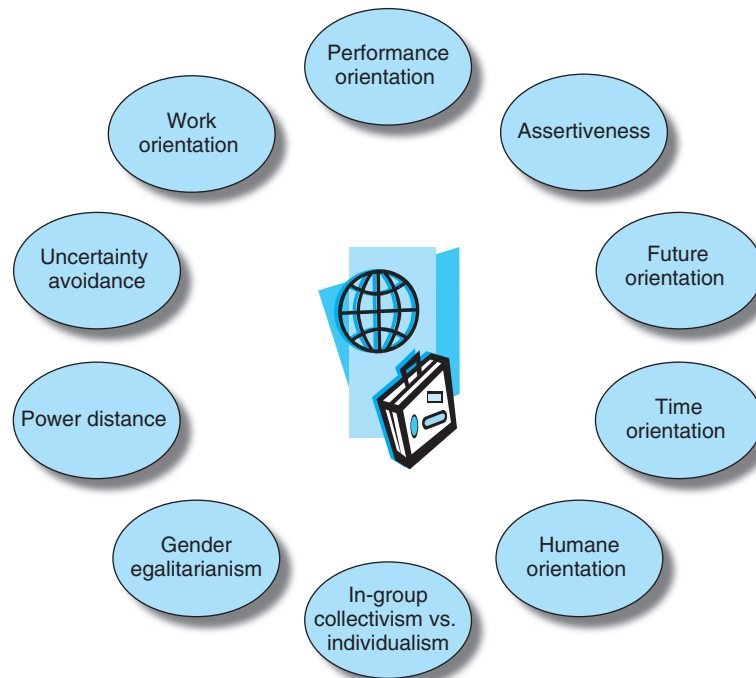 Performance
orientation
Assertiveness
Future
orientation
Time
orientation
Humane
orientation
In-group
collectivism vs.
individualism
Gender
egalitarianism
Power distance
Uncertainty
avoidance
Work
orientation